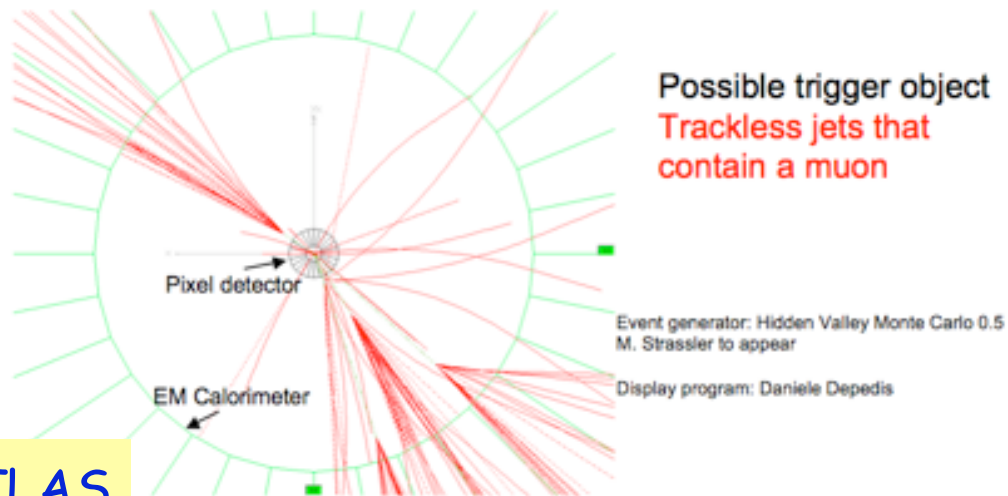 Possible trigger object
Trackless jets that
contain a muon
Pixel detector
Event generator: Hidden Valley Monte Carlo 0.5
M. Strassler to appear
Display program: Daniele Depedis
EM Calorimeter